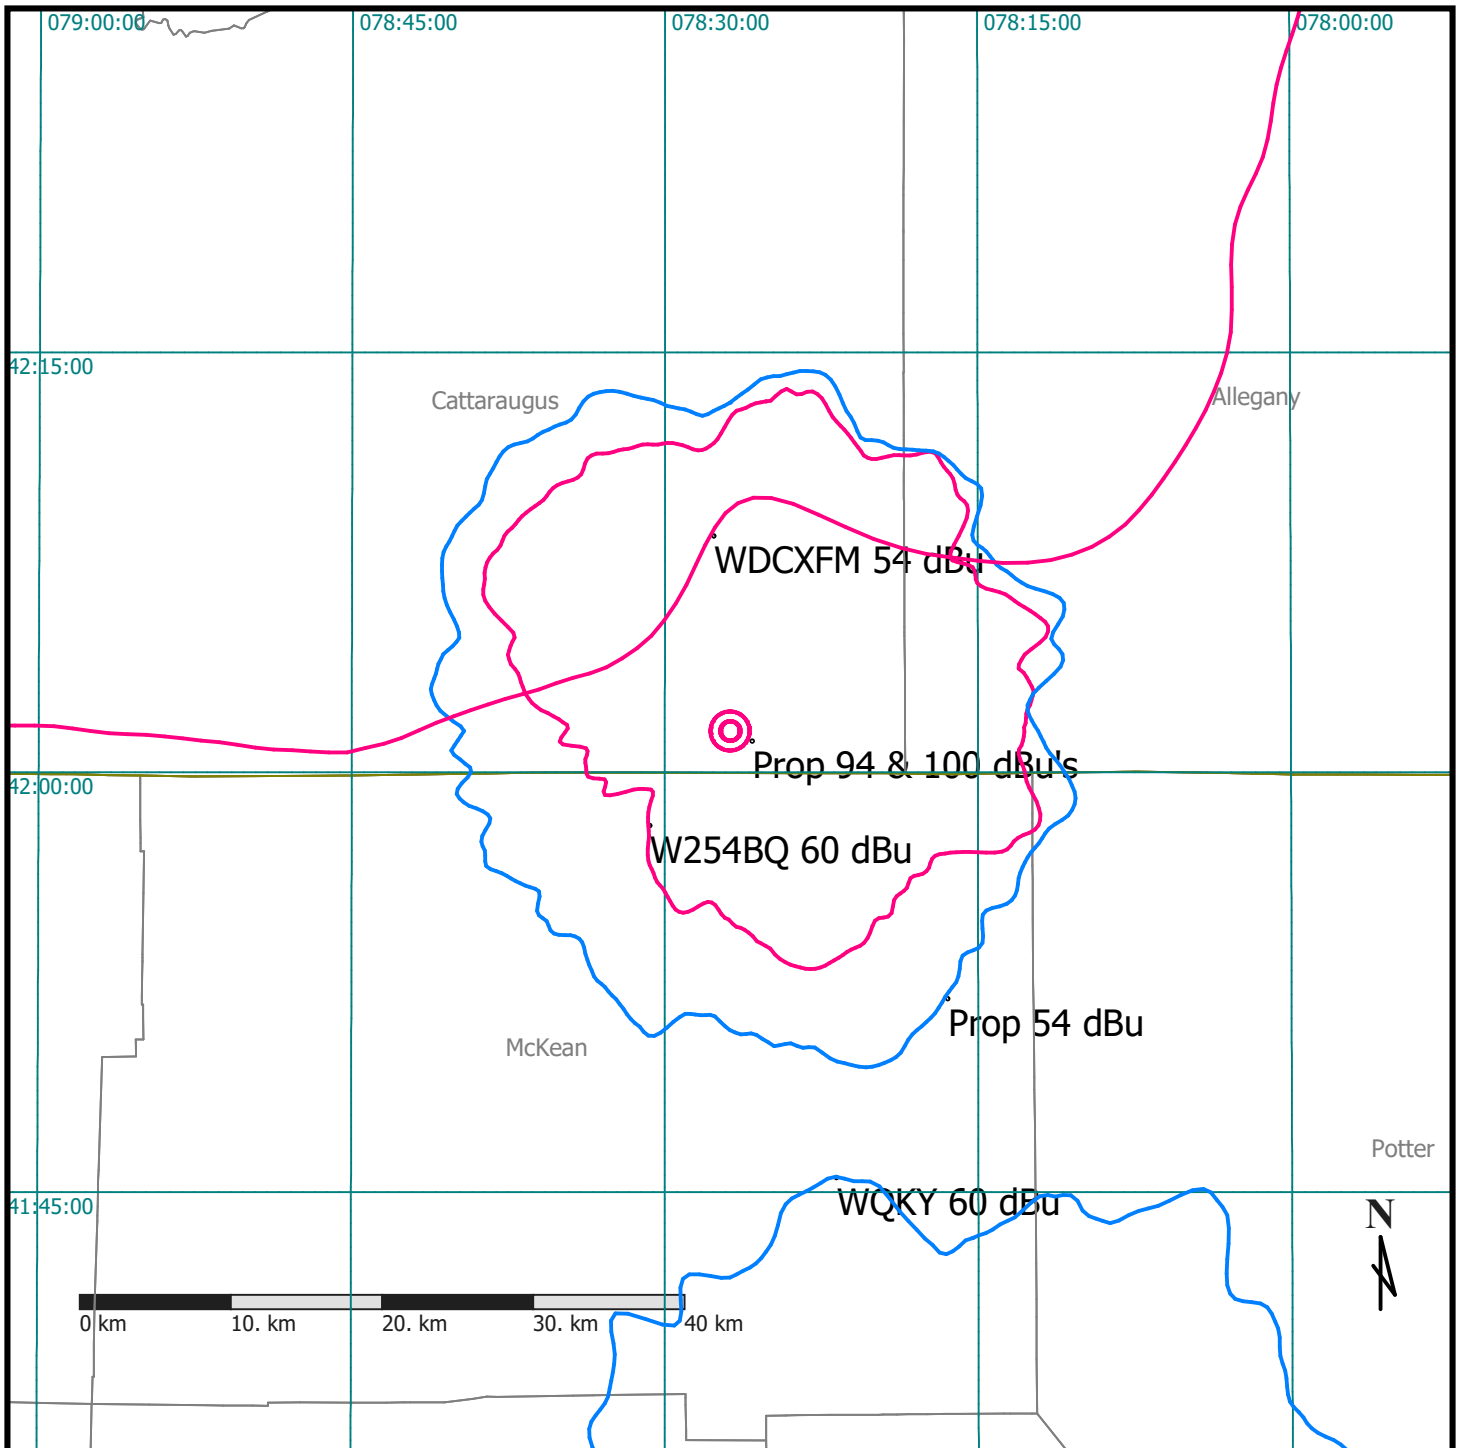 079:00:00
078:45:00
078:30:00
078:15:00
078:00:00
42:15:00
Cattaraugus
Allegany
WDCXFM 54 dBu
Prop 94 & 100 dBu's
42:00:00
W254BQ 60 dBu
Prop 54 dBu
McKean
Potter
WQKY 60 dBu
41:45:00
N
0 km
10. km
20. km
30. km
40 km